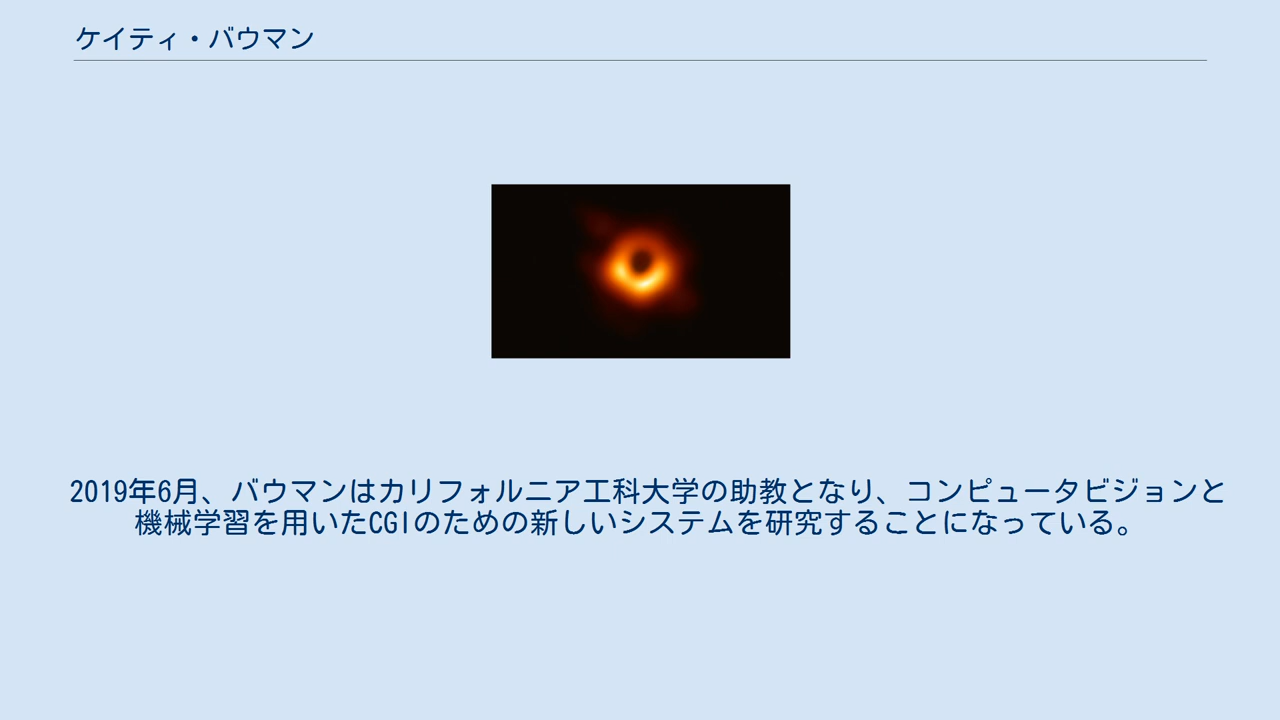 ケイティ・バウマン
2019年6月、バウマンはカリフォルニア工科大学の助教となり、コンピュータビジョンと
機械学習を用いたCGIのための新しいシステムを研究することになっている。